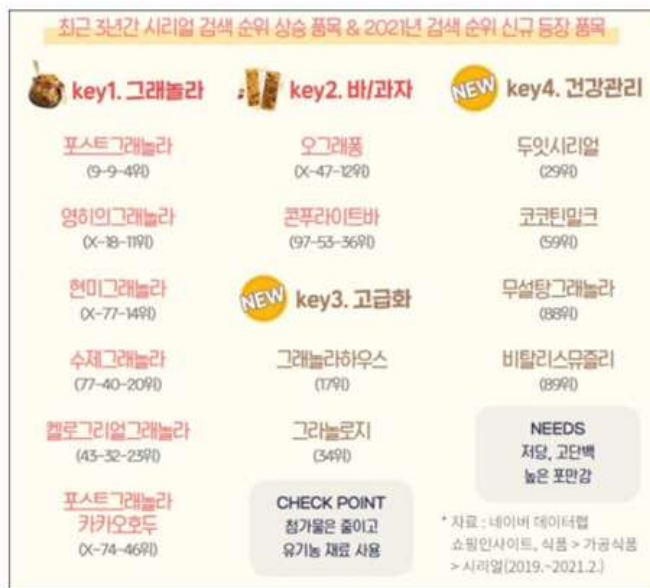 최근 3년간 시리얼 검색 순위 상승 품목 & 2021년 검색 순위 신규 등장 품목
key1. 그래놀라
포스트그래놀라
(9-9-4위)
영히의그래놀라
(X-18-11위)
현미그래놀라
(X-77-14위)
수제그래놀라
(77-40-20위)
켈로그리얼그래놀라
(43-32-23위)
포스트그래놀라
카카오호두
(X-74-46위)
key2. 바/과자
오그래퐁
(X-47-12위)
콘푸라이트바
(97-53-36위)
NEW key3. 고급화
그래놀라하우스
(17위)
그라놀로지
(34위)
CHECK POINT
첨가물은 줄이고
유기농 재료 사용
NEW key4. 건강관리
두잇시리얼
(29위)
코코틴밀크
(59위)
무설탕그래놀라
(88위)
비탈리스뮤즐리
(89위)
NEEDS
저당, 고단백
높은 포만감
* 자료 : 네이버 데이터랩
쇼핑인사이트, 식품 > 가공식품
> 시리얼(2019.~2021.2.)